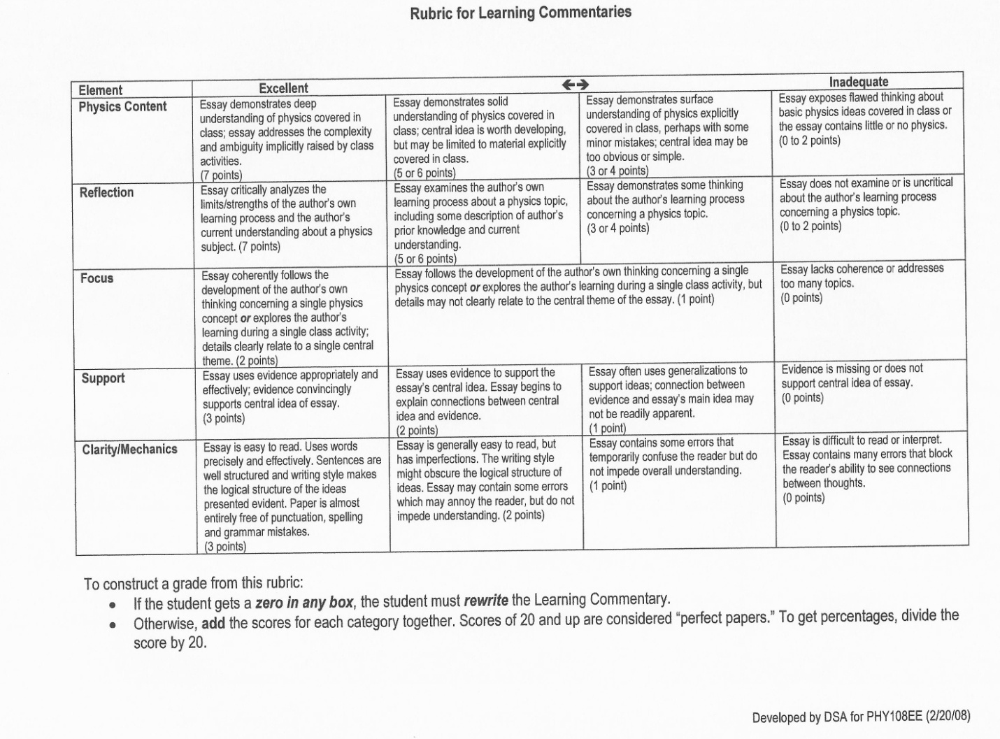 Rubric for Learning Commentaries
Element
Excellent
←→
Inadequate
Physics Content
Essay demonstrates deep
understanding of physics covered in
class; essay addresses the complexity
and ambiguity implicitly raised by class
activities.
(7 points)
Essay demonstrates solid
understanding of physics covered in
class; central idea is worth developing,
but may be limited to material explicitly
covered in class.
(5 or 6 points)
Essay demonstrates surface
understanding of physics explicitly
covered in class, perhaps with some
minor mistakes; central idea may be
too obvious or simple.
(3 or 4 points)
Essay exposes flawed thinking about
basic physics ideas covered in class or
the essay contains little or no physics.
(0 to 2 points)
Reflection
Essay critically analyzes the
limits/strengths of the author's own
learning process and the author's
current understanding about a physics
subject. (7 points)
Essay examines the author's own
learning process about a physics topic,
including some description of author's
prior knowledge and current
understanding.
(5 or 6 points)
Essay demonstrates some thinking
about the author's learning process
concerning a physics topic.
(3 or 4 points)
Essay does not examine or is uncritical
about the author's learning process
concerning a physics topic.
(0 to 2 points)
Focus
Essay coherently follows the
development of the author's own
thinking concerning a single physics
concept or explores the author's
learning during a single class activity;
details clearly relate to a single central
theme. (2 points)
Essay follows the development of the author's own thinking concerning a single
physics concept or explores the author's learning during a single class activity, but
details may not clearly relate to the central theme of the essay. (1 point)
Essay lacks coherence or addresses
too many topics.
(0 points)
Support
Essay uses evidence appropriately and
effectively; evidence convincingly
supports central idea of essay.
(3 points)
Essay uses evidence to support the
essay's central idea. Essay begins to
explain connections between central
idea and evidence.
(2 points)
Essay often uses generalizations to
support ideas; connection between
evidence and essay's main idea may
not be readily apparent.
(1 point)
Evidence is missing or does not
support central idea of essay.
(0 points)
Clarity/Mechanics
Essay is easy to read. Uses words
precisely and effectively. Sentences are
well structured and writing style makes
the logical structure of the ideas
presented evident. Paper is almost
entirely free of punctuation, spelling
and grammar mistakes.
(3 points)
Essay is generally easy to read, but
has imperfections. The writing style
might obscure the logical structure of
ideas. Essay may contain some errors
which may annoy the reader, but do not
impede understanding. (2 points)
Essay contains some errors that
temporarily confuse the reader but do
not impede overall understanding.
(1 point)
Essay is difficult to read or interpret.
Essay contains many errors that block
the reader's ability to see connections
between thoughts.
(0 points)
To construct a grade from this rubric:
• If the student gets a zero in any box, the student must rewrite the Learning Commentary.
• Otherwise, add the scores for each category together. Scores of 20 and up are considered “perfect papers.” To get percentages, divide the
score by 20.
Developed by DSA for PHY108EE (2/20/08)